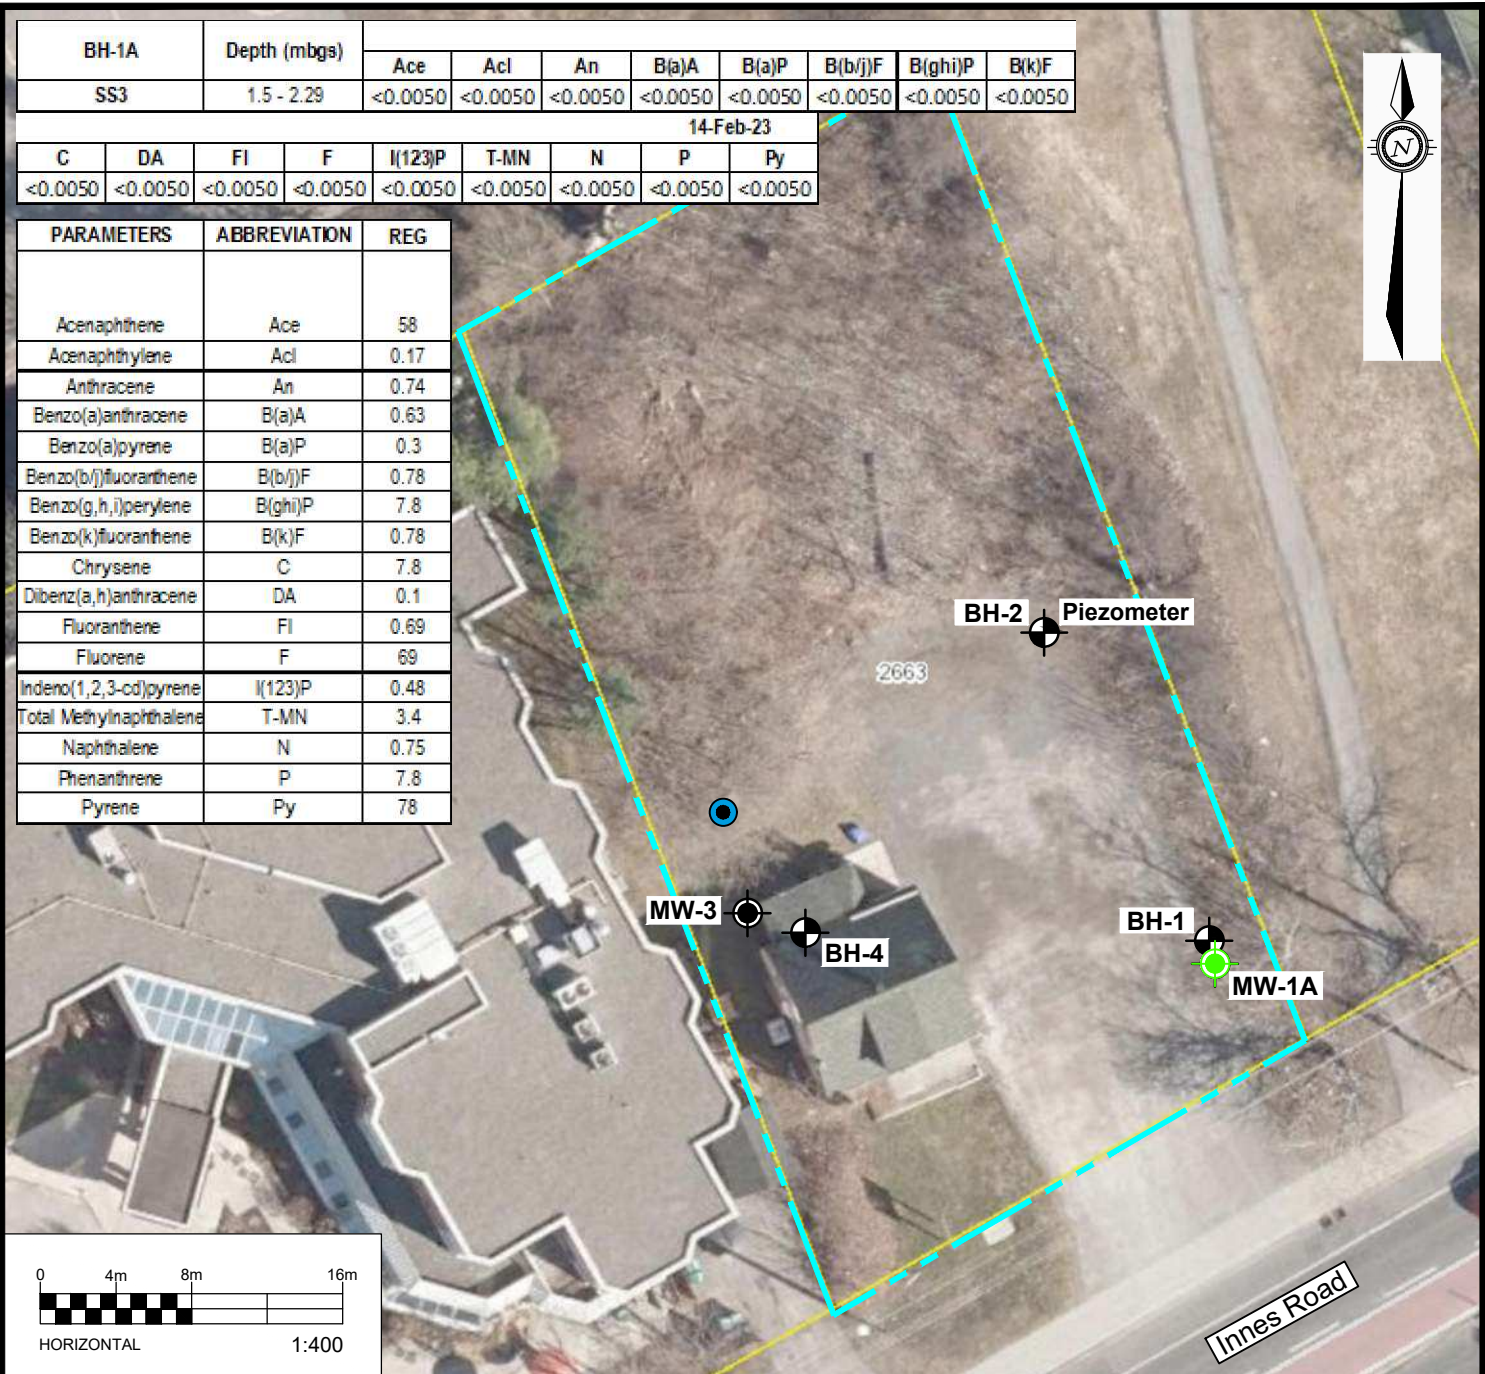 BH-1A Depth (mbgs) Ace Acl An B(a)A B(a)P B(b/j)F B(ghi)P B(k)F
SS3 1.5 - 2.29 <0.0050 <0.0050 <0.0050 <0.0050 <0.0050 <0.0050 <0.0050 <0.0050
14-Feb-23
C DA Fl F I(123)P T-MN N P Py
<0.0050 <0.0050 <0.0050 <0.0050 <0.0050 <0.0050 <0.0050 <0.0050 <0.0050
PARAMETERS ABBREVIATION REG
Acenaphthene Ace 58
Acenaphthylene Acl 0.17
Anthracene An 0.74
Benzo(a)anthracene B(a)A 0.63
Benzo(a)pyrene B(a)P 0.3
Benzo(b/j)fluoranthene B(b/j)F 0.78
Benzo(g,h,i)perylene B(ghi)P 7.8
Benzo(k)fluoranthene B(k)F 0.78
Chrysene C 7.8
Dibenz(a,h)anthracene DA 0.1
Fluoranthene Fl 0.69
Fluorene F 69
Indeno(1,2,3-cd)pyrene I(123)P 0.48
Total Methylnaphthalene T-MN 3.4
Naphthalene N 0.75
Phenanthrene P 7.8
Pyrene Py 78
N
BH-2 Piezometer
2663
MW-3
BH-4
BH-1
MW-1A
Innes Road
0 4m 8m 16m
HORIZONTAL 1:400